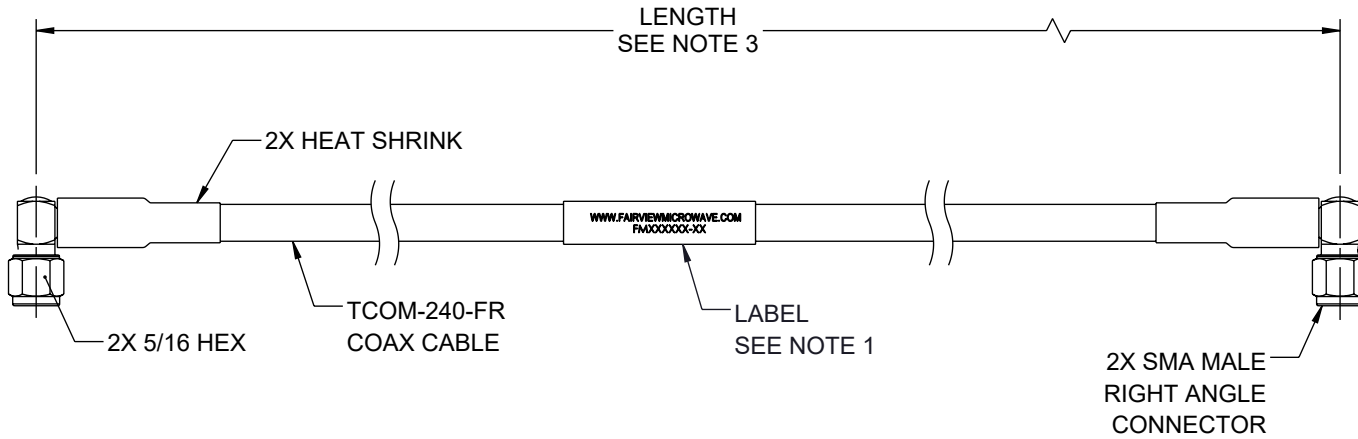 LENGTH
SEE NOTE 3
2X HEAT SHRINK
WWW.FAIRVIEWMICROWAVE.COM
FMXXXXXX-XX
2X 5/16 HEX
TCOM-240-FR
COAX CABLE
LABEL
SEE NOTE 1
2X SMA MALE
RIGHT ANGLE
CONNECTOR